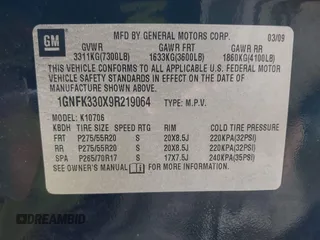 GM
MFD. BY GENERAL MOTORS CORP.
03/09
GVWR GAWR FRT GAWR RR
3311KG(7300LB) 1633KG(3600LB) 1860KG(4100LB)
THIS VEHICLE CONFORMS TO ALL APPLICABLE U.S. FEDERAL
MOTOR VEHICLE SAFETY STANDARDS IN EFFECT ON THE DATE OF
MANUFACTURE SHOWN ABOVE.
1GNFK330X9R219064 TYPE: M.P.V.
MODEL: K10706
KBDH TIRE SIZE SPEED RTG RIM COLD TIRE PRESSURE
FRT P275/55R20 S 20X8.5J 220KPA(32PSI)
RR P275/55R20 S 20X8.5J 220KPA(32PSI)
SPA P265/70R17 S 17X7.5J 240KPA(35PSI)
SEE OWNER'S MANUAL FOR ADDITIONAL INFORMATION.
DREAMBID